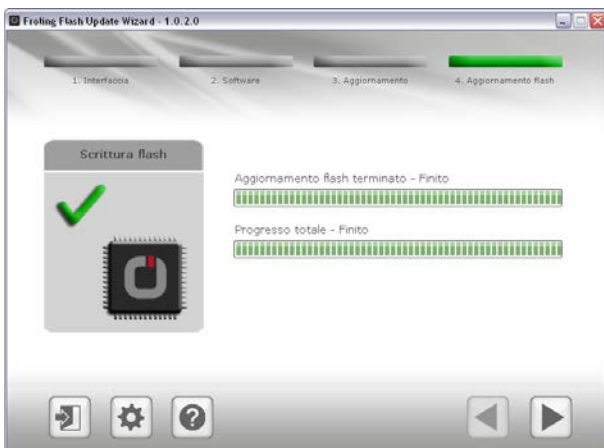 Froling Flash Update Wizard - 1.0.2.0
1. Interfaccia
2. Software
3. Aggiornamento
4. Aggiornamento flash
Scrittura flash
Aggiornamento flash terminato - Finito
Progresso totale - Finito